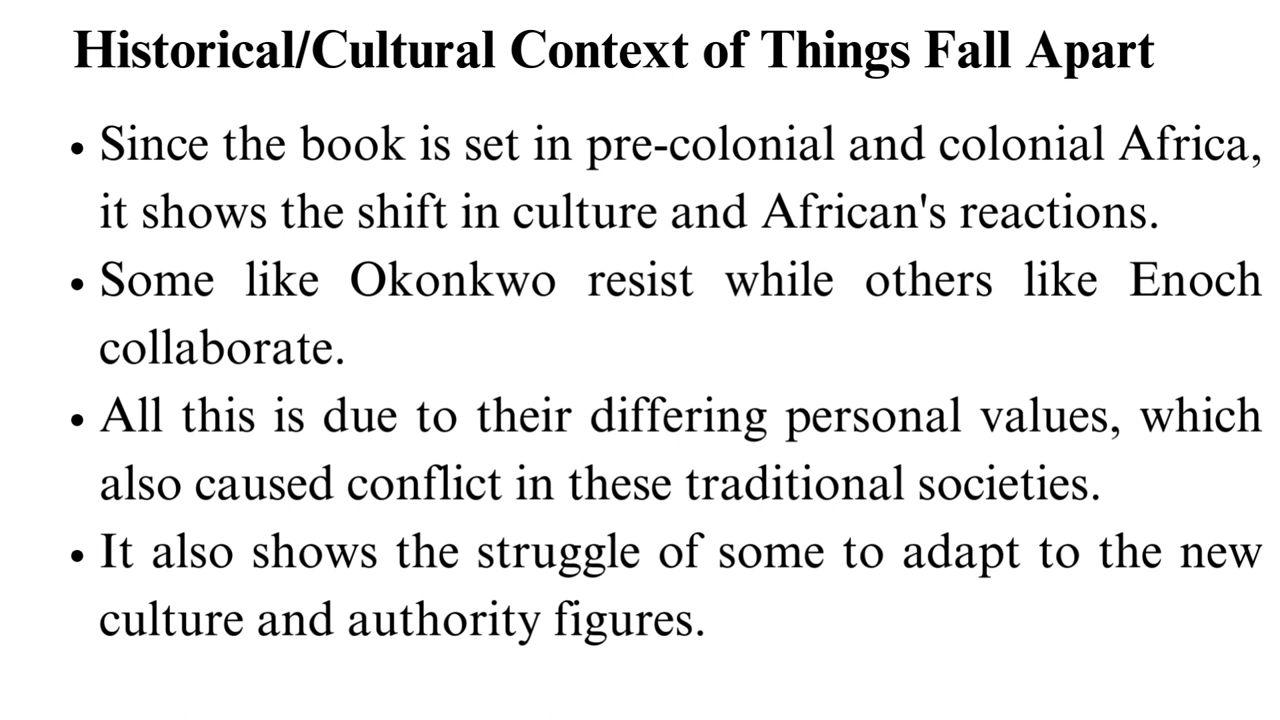 Historical/Cultural Context of Things Fall Apart
• Since the book is set in pre-colonial and colonial Africa,
it shows the shift in culture and African's reactions.
• Some like Okonkwo resist while others like Enoch
collaborate.
• All this is due to their differing personal values, which
also caused conflict in these traditional societies.
• It also shows the struggle of some to adapt to the new
culture and authority figures.